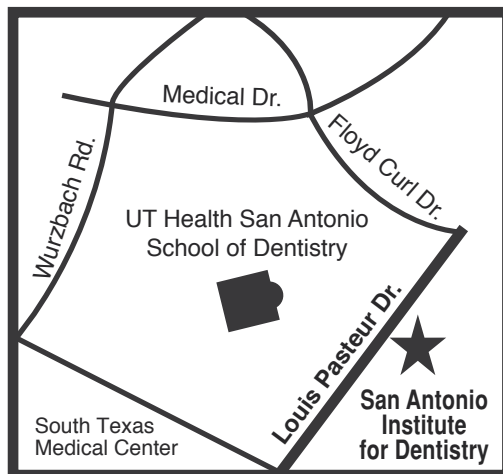 Medical Dr.
Floyd Curl Dr.
Wurzbach Rd.
UT Health San Antonio
School of Dentistry
Louis Pasteur Dr.
San Antonio
Institute
for Dentistry
South Texas
Medical Center